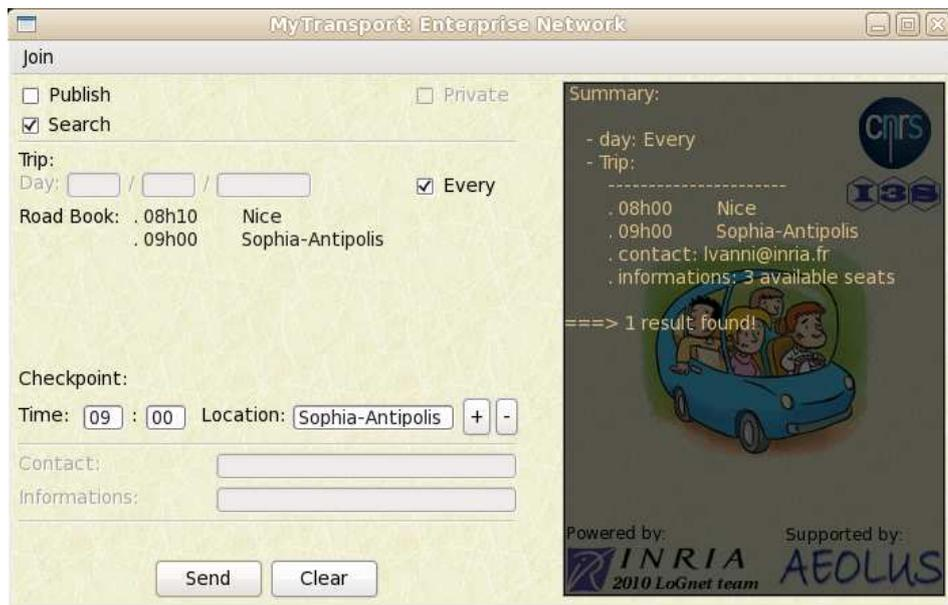 MyTransport: Enterprise Network
Join
Publish
Private
Search
Trip:
Day: / /
Every
Road Book: . 08h10 Nice
. 09h00 Sophia-Antipolis
Checkpoint:
Time: 09 : 00 Location: Sophia-Antipolis + -
Contact:
Informations:
Send Clear
Summary:
- day: Every
- Trip:
----------------------
. 08h00 Nice
. 09h00 Sophia-Antipolis
. contact: lvanni@inria.fr
. informations: 3 available seats
===> 1 result found!
cnrs
I3S
Powered by:
INRIA
2010 LoGnet team
Supported by:
AEOLUS